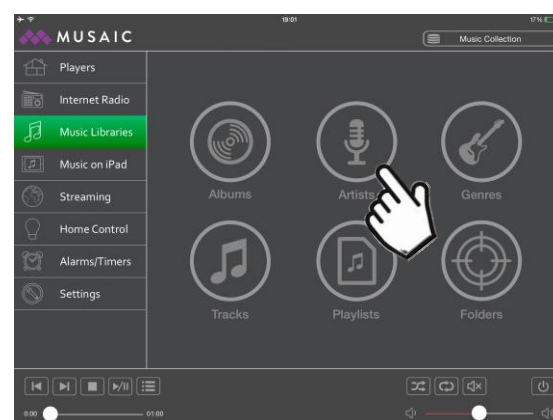 19:01
17%
MUSAIC
Music Collection
Players
Internet Radio
Music Libraries
Music on iPad
Streaming
Home Control
Alarms/Timers
Settings
Albums
Artists
Genres
Tracks
Playlists
Folders
0:00
01:00